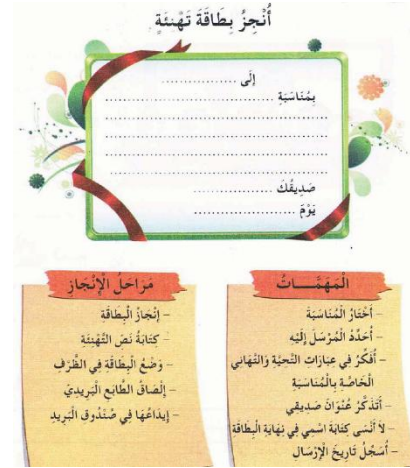 أُنْجِزُ بِطَاقَةَ تَهْنِئَةٍ
إِلَى ..................
بِمُنَاسَبَةِ ..................................
..................................................
..................................................
..................................................
..................................................
صَدِيقُكَ ......................
يَوْمَ ......................
الْمَهَمَّـــــاتُ
– أَخْتَارُ الْمُنَاسَبَةَ
– أُحَدِّدُ الْمُرْسَلَ إِلَيْهِ
– أُفَكِّرُ فِي عِبَارَاتِ التَّحِيَّةِ وَالتَّهَانِي
الْخَاصَّةِ بِالْمُنَاسَبَةِ
– أَتَذَكَّرُ عُنْوَانَ صَدِيقِي
– لَا أَنْسَى كِتَابَةَ اسْمِي فِي نِهَايَةِ الْبِطَاقَةِ
– أُسَجِّلُ تَارِيخَ الْإِرْسَالِ
مَرَاحِلُ الْإِنْجَازِ
– إِنْجَازُ الْبِطَاقَةِ
– كِتَابَةُ نَصِّ التَّهْنِئَةِ
– وَضْعُ الْبِطَاقَةِ فِي الظَّرْفِ
– إِلْصَاقُ الطَّابَعِ الْبَرِيدِيِّ
– إِيدَاعُهَا فِي صُنْدُوقِ الْبَرِيدِ